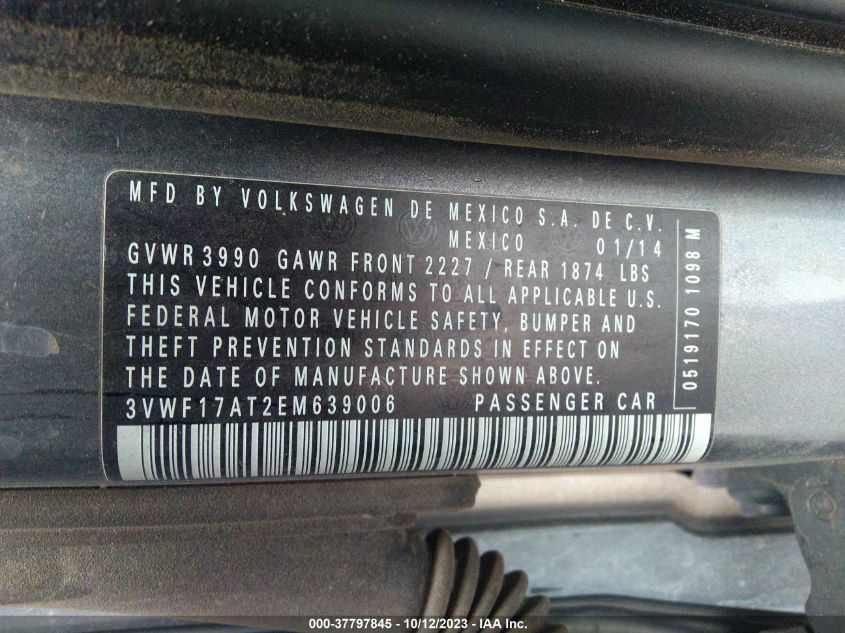 MFD BY VOLKSWAGEN DE MEXICO S.A. DE C.V.
MEXICO 01/14
GVWR 3990 GAWR FRONT 2227 / REAR 1874 LBS
THIS VEHICLE CONFORMS TO ALL APPLICABLE U.S.
FEDERAL MOTOR VEHICLE SAFETY, BUMPER AND
THEFT PREVENTION STANDARDS IN EFFECT ON
THE DATE OF MANUFACTURE SHOWN ABOVE.
3VWF17AT2EM639006 PASSENGER CAR
0519170 1098 M
000-37797845 - 10/12/2023 - IAA Inc.